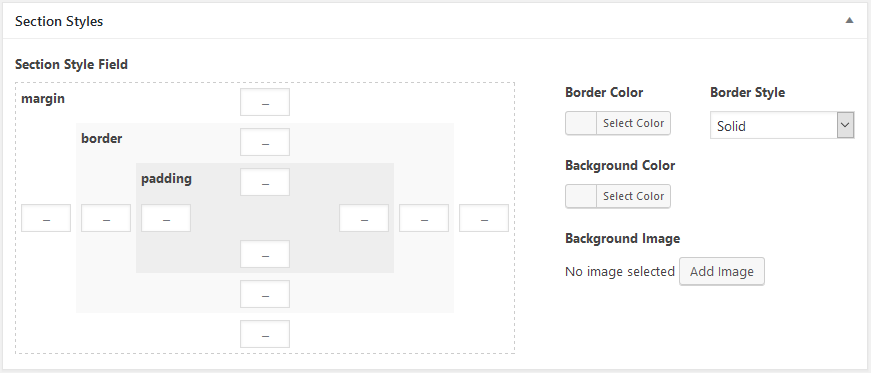 Section Styles
Section Style Field
margin
–
border
–
padding
–
– – – – – –
–
–
–
Border Color
Select Color
Border Style
Solid
Background Color
Select Color
Background Image
No image selected Add Image